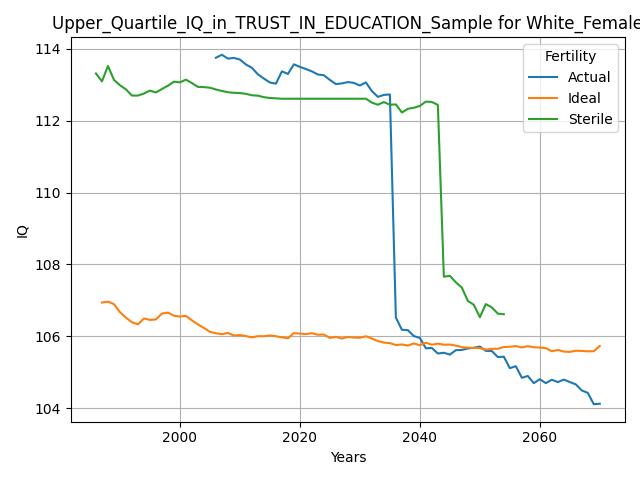 Upper_Quartile_IQ_in_TRUST_IN_EDUCATION_Sample for White_Female
114
112
110
108
106
104
IQ
Fertility
Actual
Ideal
Sterile
2000
2020
2040
2060
Years